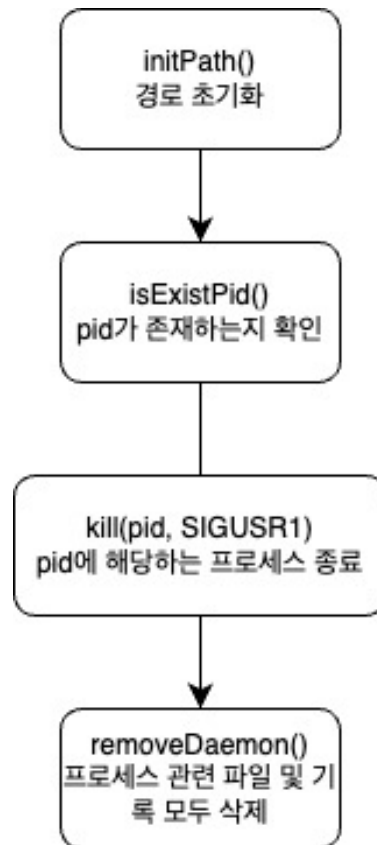 initPath()
경로 초기화
isExistPid()
pid가 존재하는지 확인
kill(pid, SIGUSR1)
pid에 해당하는 프로세스 종료
removeDaemon()
프로세스 관련 파일 및 기
록 모두 삭제